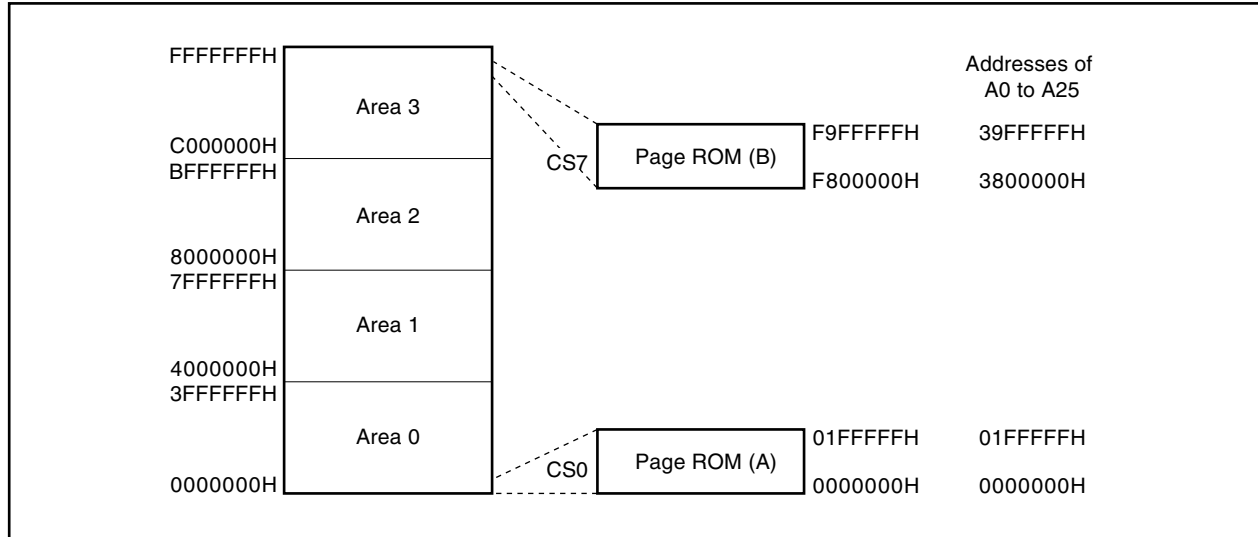 FFFFFFFH
Area 3
C000000H
BFFFFFFH
Area 2
8000000H
7FFFFFFH
Area 1
4000000H
3FFFFFFH
Area 0
0000000H
Addresses of
A0 to A25
CS7
Page ROM (B)
F9FFFFFH 39FFFFFH
F800000H 3800000H
CS0
Page ROM (A)
01FFFFFH 01FFFFFH
0000000H 0000000H